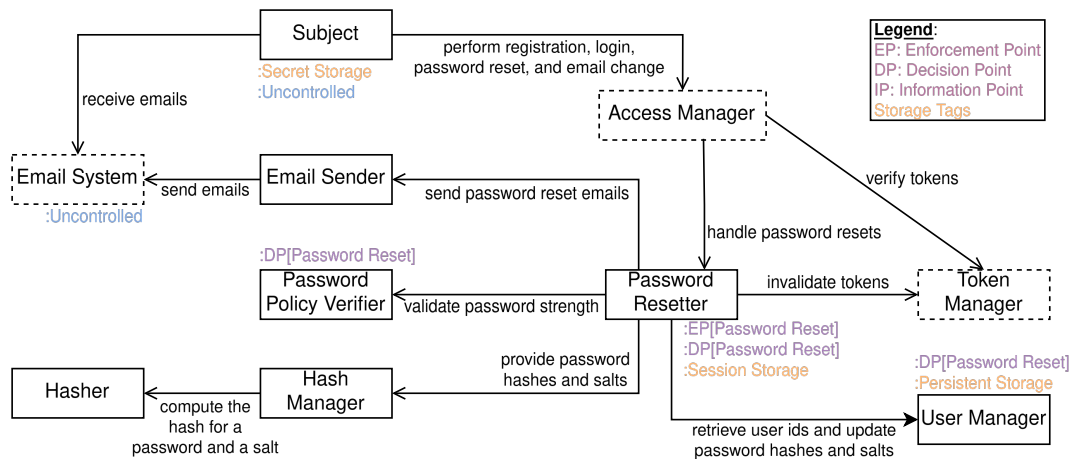 Subject
:Secret Storage
:Uncontrolled
perform registration, login,
password reset, and email change
Legend:
EP: Enforcement Point
DP: Decision Point
IP: Information Point
Storage Tags
receive emails
Access Manager
Email System
:Uncontrolled
send emails
Email Sender
send password reset emails
verify tokens
handle password resets
:DP[Password Reset]
Password
Policy Verifier
validate password strength
Password
Resetter
:EP[Password Reset]
:DP[Password Reset]
:Session Storage
invalidate tokens
Token
Manager
provide password
hashes and salts
Hasher
compute the
hash for a
password and a salt
Hash
Manager
:DP[Password Reset]
:Persistent Storage
User Manager
retrieve user ids and update
password hashes and salts